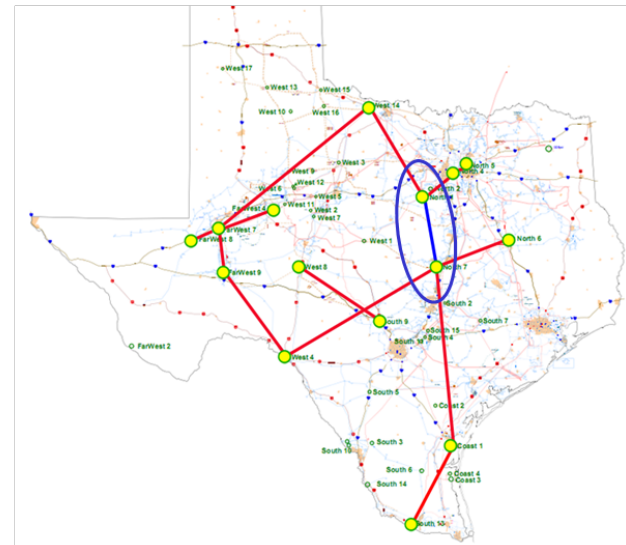 West 17
West 13
West 15
West 10
West 16
West 14
West 3
North 5
North 4
West 9
West 12
West 6
West 5
North 2
North
FarWest 4
West 11
West 2
West 7
FarWest 7
FarWest 8
West 1
North 6
FarWest 9
West 8
North 7
South 2
South 9
South 7
South 15
South 4
FarWest 2
West 4
South 5
Coast 2
South 3
Coast 1
South 6
Coast 4
Coast 3
South 14